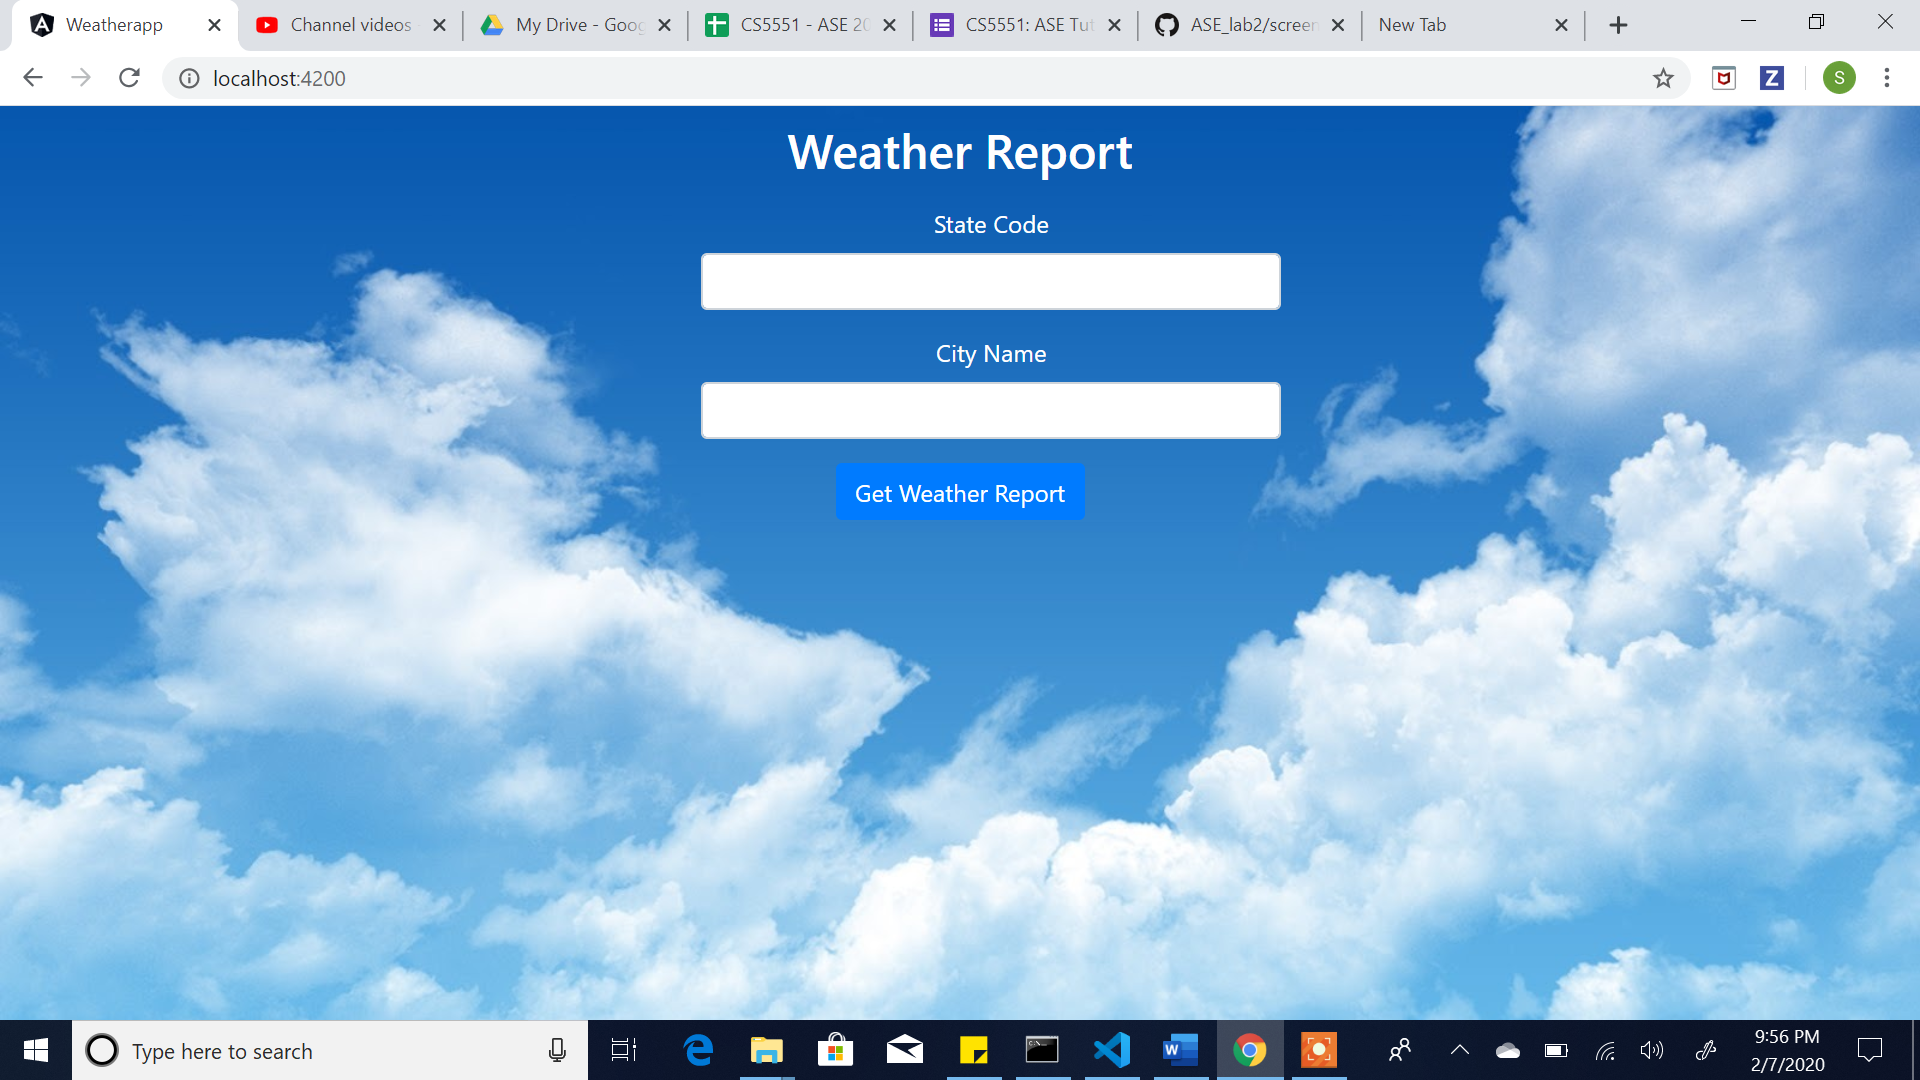 Weatherapp
Channel videos
My Drive - Goog
CS5551 - ASE 20
CS5551: ASE Tut
ASE_lab2/screen
New Tab
localhost:4200
S
Weather Report
State Code
City Name
Get Weather Report
Type here to search
9:56 PM
2/7/2020